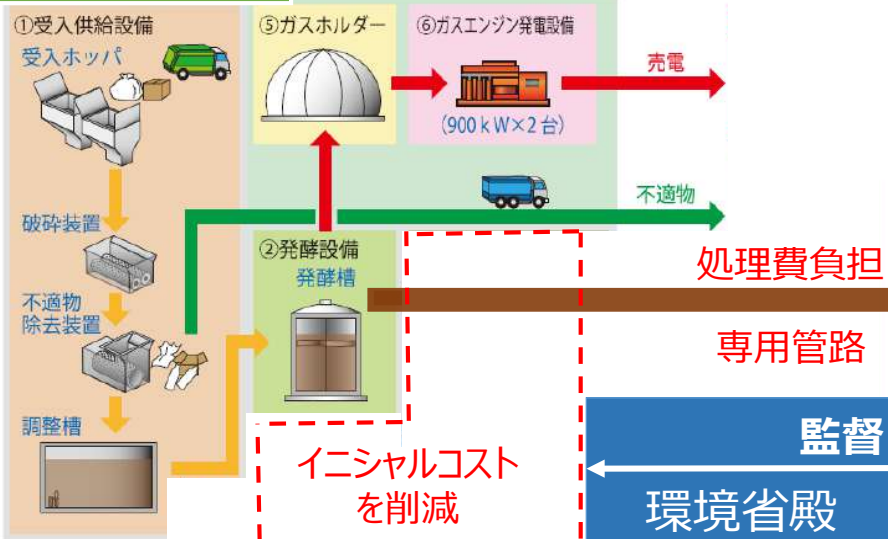 ①受入供給設備
受入ホッパ
破砕装置
不適物
除去装置
調整槽
⑤ガスホルダー
⑥ガスエンジン発電設備
(900ｋW×2台)
売電
不適物
②発酵設備
発酵槽
処理費負担
専用管路
イニシャルコスト
を削減
監督
環境省殿